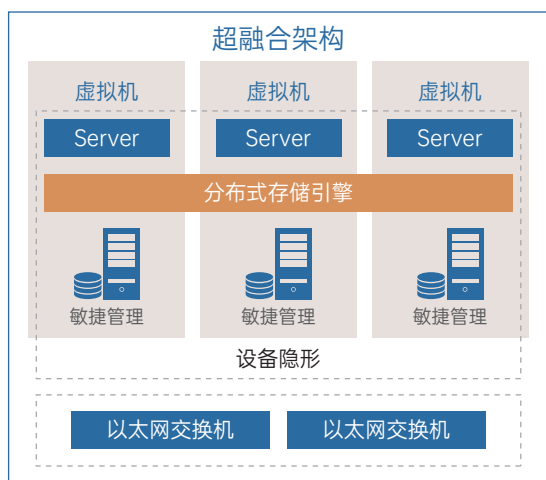 超融合架构
虚拟机 虚拟机 虚拟机
Server Server Server
分布式存储引擎
敏捷管理 敏捷管理 敏捷管理
设备隐形
以太网交换机 以太网交换机